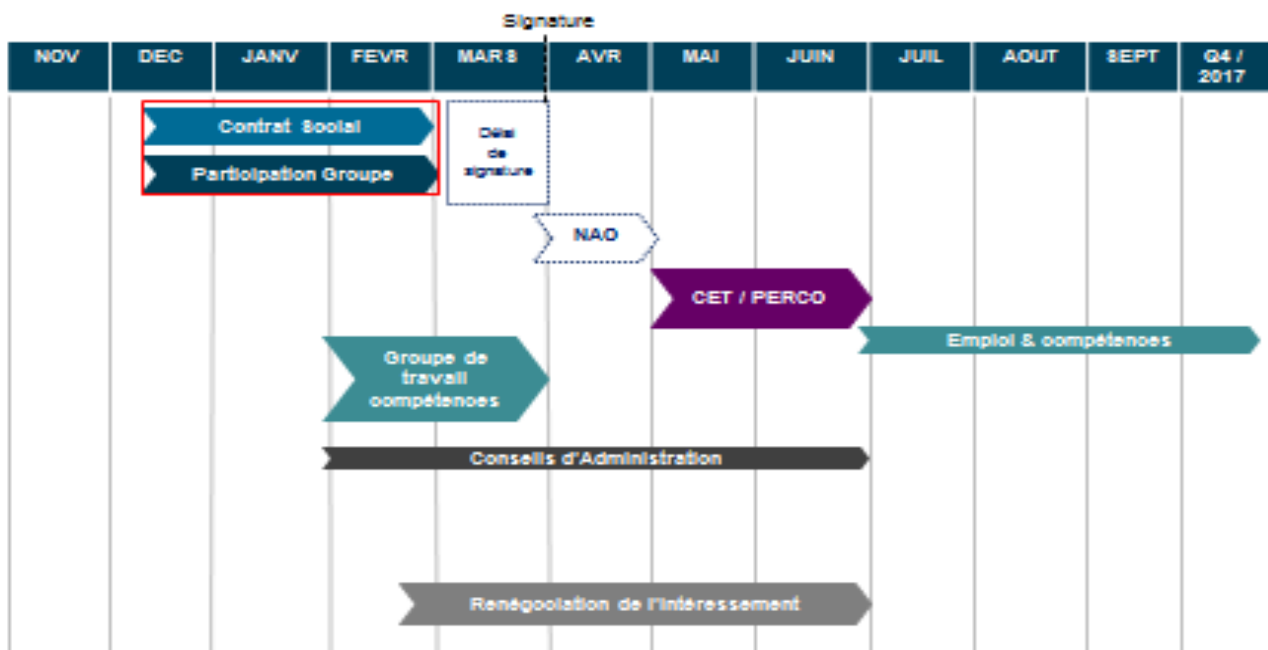 Signature
NOV DEC JANV FEVR MARS AVR MAI JUIN JUIL AOUT SEPT Q4 /
2017
Contrat Social
Participation Groupe
Délai
de
signature
NAO
CET / PERCO
Emploi & compétences
Groupe de
travail
compétences
Conseils d'Administration
Renégociation de l'intéressement